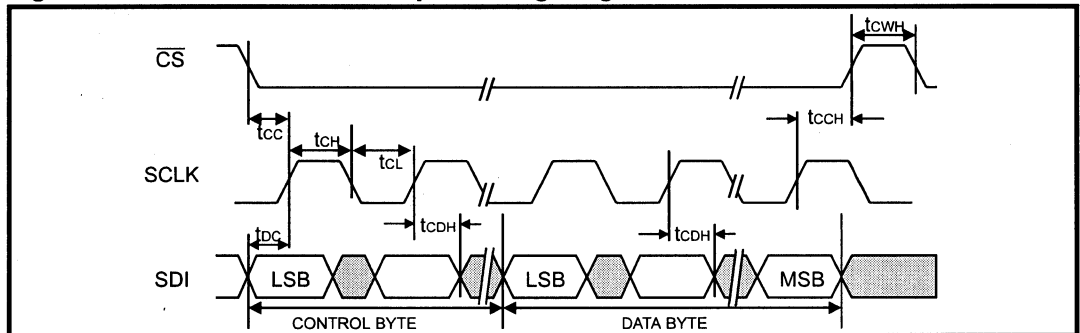 tCWH
CS
tCC
tCCH
tCH
tCL
SCLK
tCDH
tCDH
tDC
SDI
LSB
LSB
MSB
CONTROL BYTE
DATA BYTE